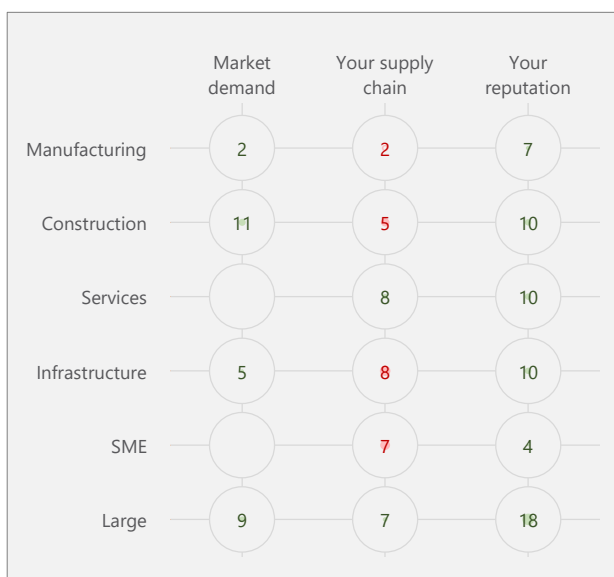 Market Your supply Your
demand chain reputation
Manufacturing 2 2 7
Construction 11 5 10
Services 8 10
Infrastructure 5 8 10
SME 7 4
Large 9 7 18